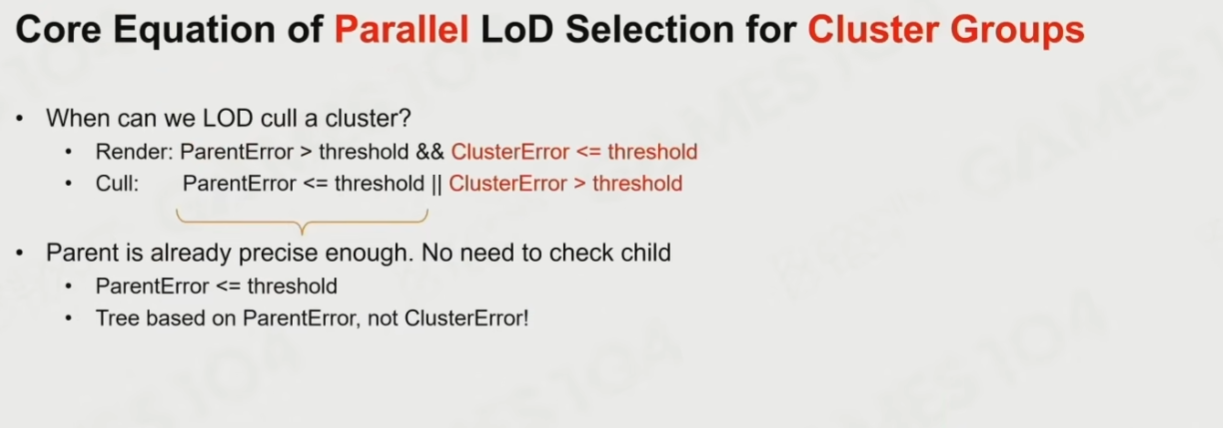 Core Equation of Parallel LoD Selection for Cluster Groups
• When can we LOD cull a cluster?
• Render: ParentError > threshold && ClusterError <= threshold
• Cull: ParentError <= threshold || ClusterError > threshold
• Parent is already precise enough. No need to check child
• ParentError <= threshold
• Tree based on ParentError, not ClusterError!
GAMES104